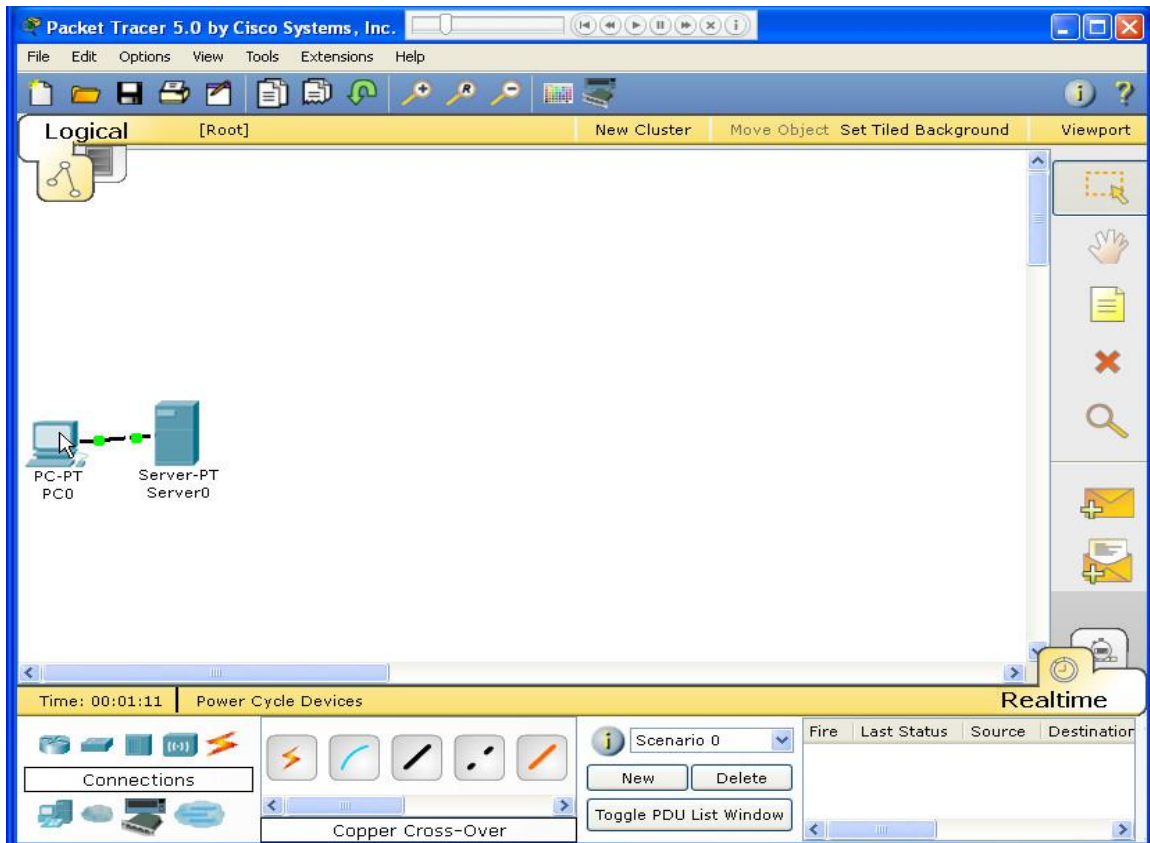 Packet Tracer 5.0 by Cisco Systems, Inc.
File Edit Options View Tools Extensions Help
Logical [Root] New Cluster Move Object Set Tiled Background Viewport
PC-PT
PC0
Server-PT
Server0
Time: 00:01:11 Power Cycle Devices Realtime
Connections
Copper Cross-Over
Scenario 0
New Delete
Toggle PDU List Window
Fire Last Status Source Destination